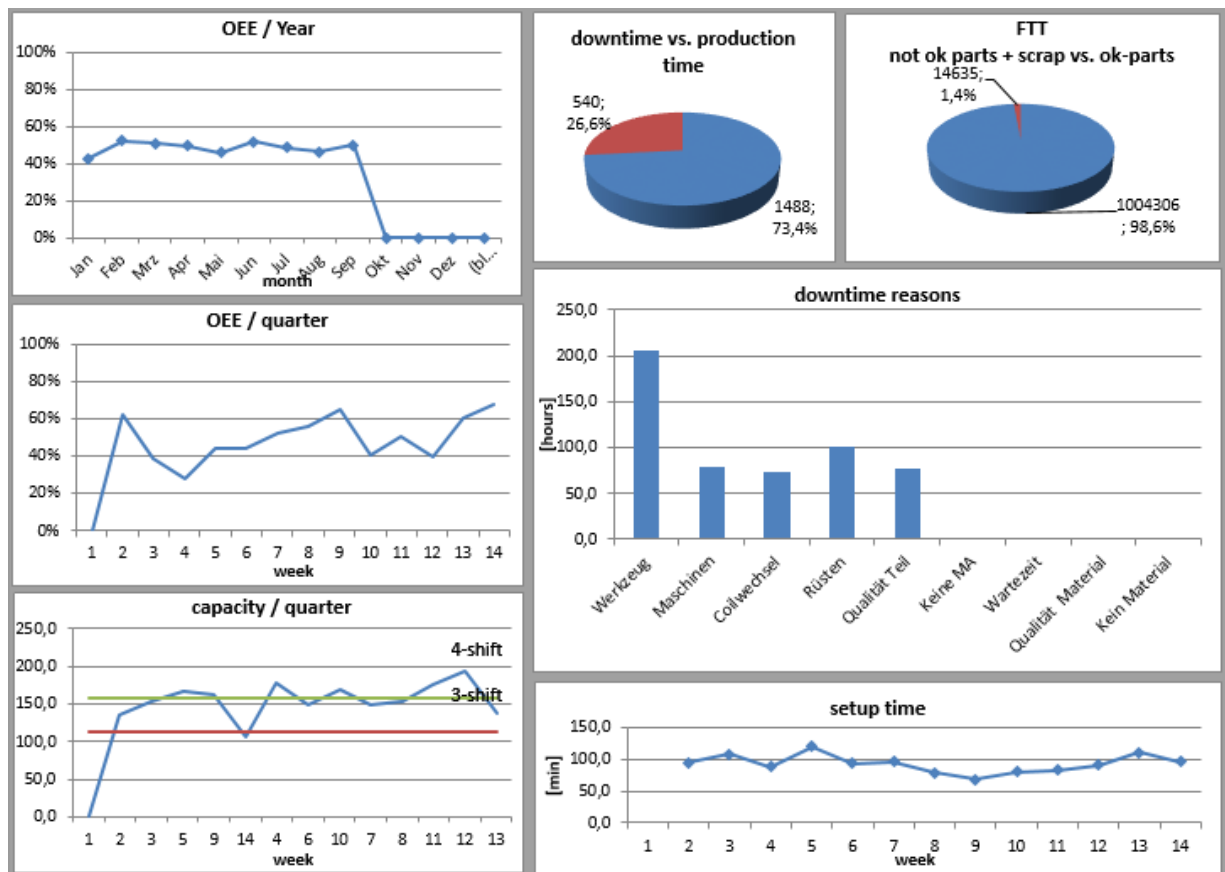 OEE / Year
100%
80%
60%
40%
20%
0%
Jan
Feb
Mrz
Apr
Mai
Jun
Jul
Aug
Sep
Okt
Nov
Dez
(bl...
month
downtime vs. production
time
540;
26,6%
1488;
73,4%
FTT
not ok parts + scrap vs. ok-parts
14635;
1,4%
1004306
; 98,6%
OEE / quarter
100%
80%
60%
40%
20%
0%
1 2 3 4 5 6 7 8 9 10 11 12 13 14
week
downtime reasons
250,0
200,0
150,0
100,0
50,0
0,0
[hours]
Werkzeug
Maschinen
Coilwechsel
Rüsten
Qualität Teil
Keine MA
Wartezeit
Qualität Material
Kein Material
capacity / quarter
250,0
200,0
150,0
100,0
50,0
0,0
4-shift
3-shift
1 2 3 5 9 14 4 6 10 7 8 11 12 13
week
setup time
150,0
100,0
50,0
0,0
[min]
1 2 3 4 5 6 7 8 9 10 11 12 13 14
week